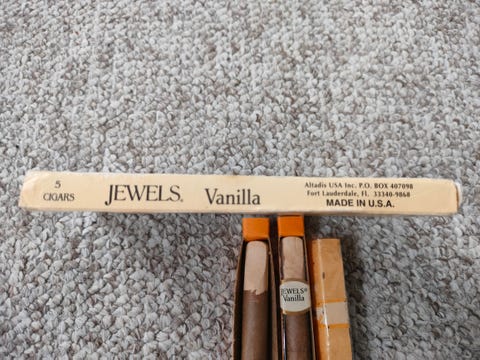 5
CIGARS
JEWELS® Vanilla
Altadis USA Inc. P.O. BOX 407098
Fort Lauderdale, FL. 33340-9868
MADE IN U.S.A.
JEWELS®
Vanilla